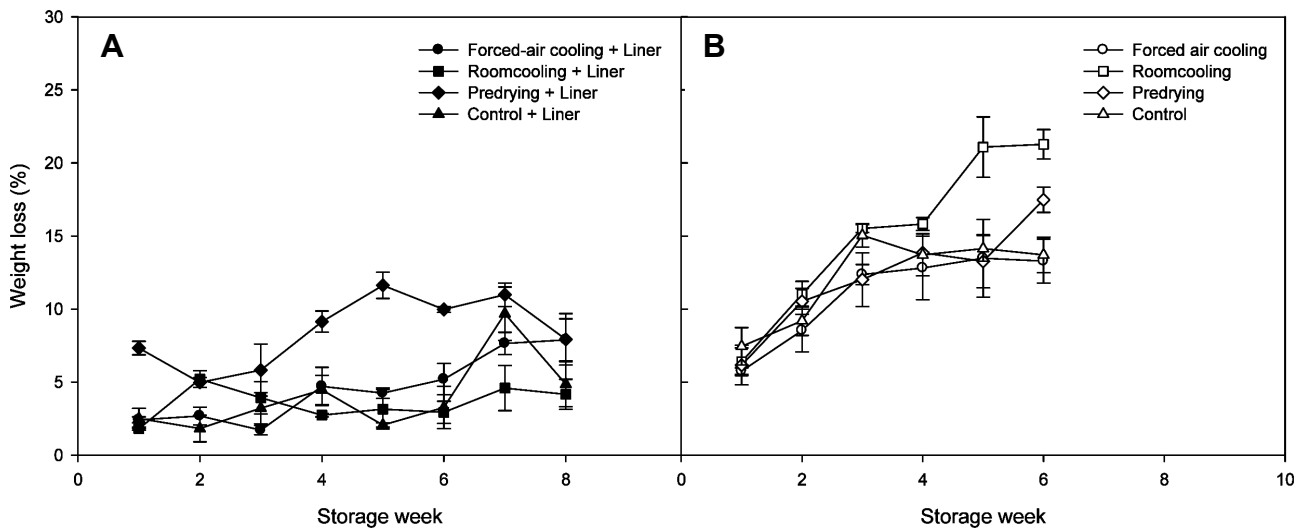 A
Forced-air cooling + Liner
Roomcooling + Liner
Predrying + Liner
Control + Liner
B
Forced air cooling
Roomcooling
Predrying
Control
Weight loss (%)
30
25
20
15
10
5
0
0 2 4 6 8
0 2 4 6 8 10
Storage week
Storage week